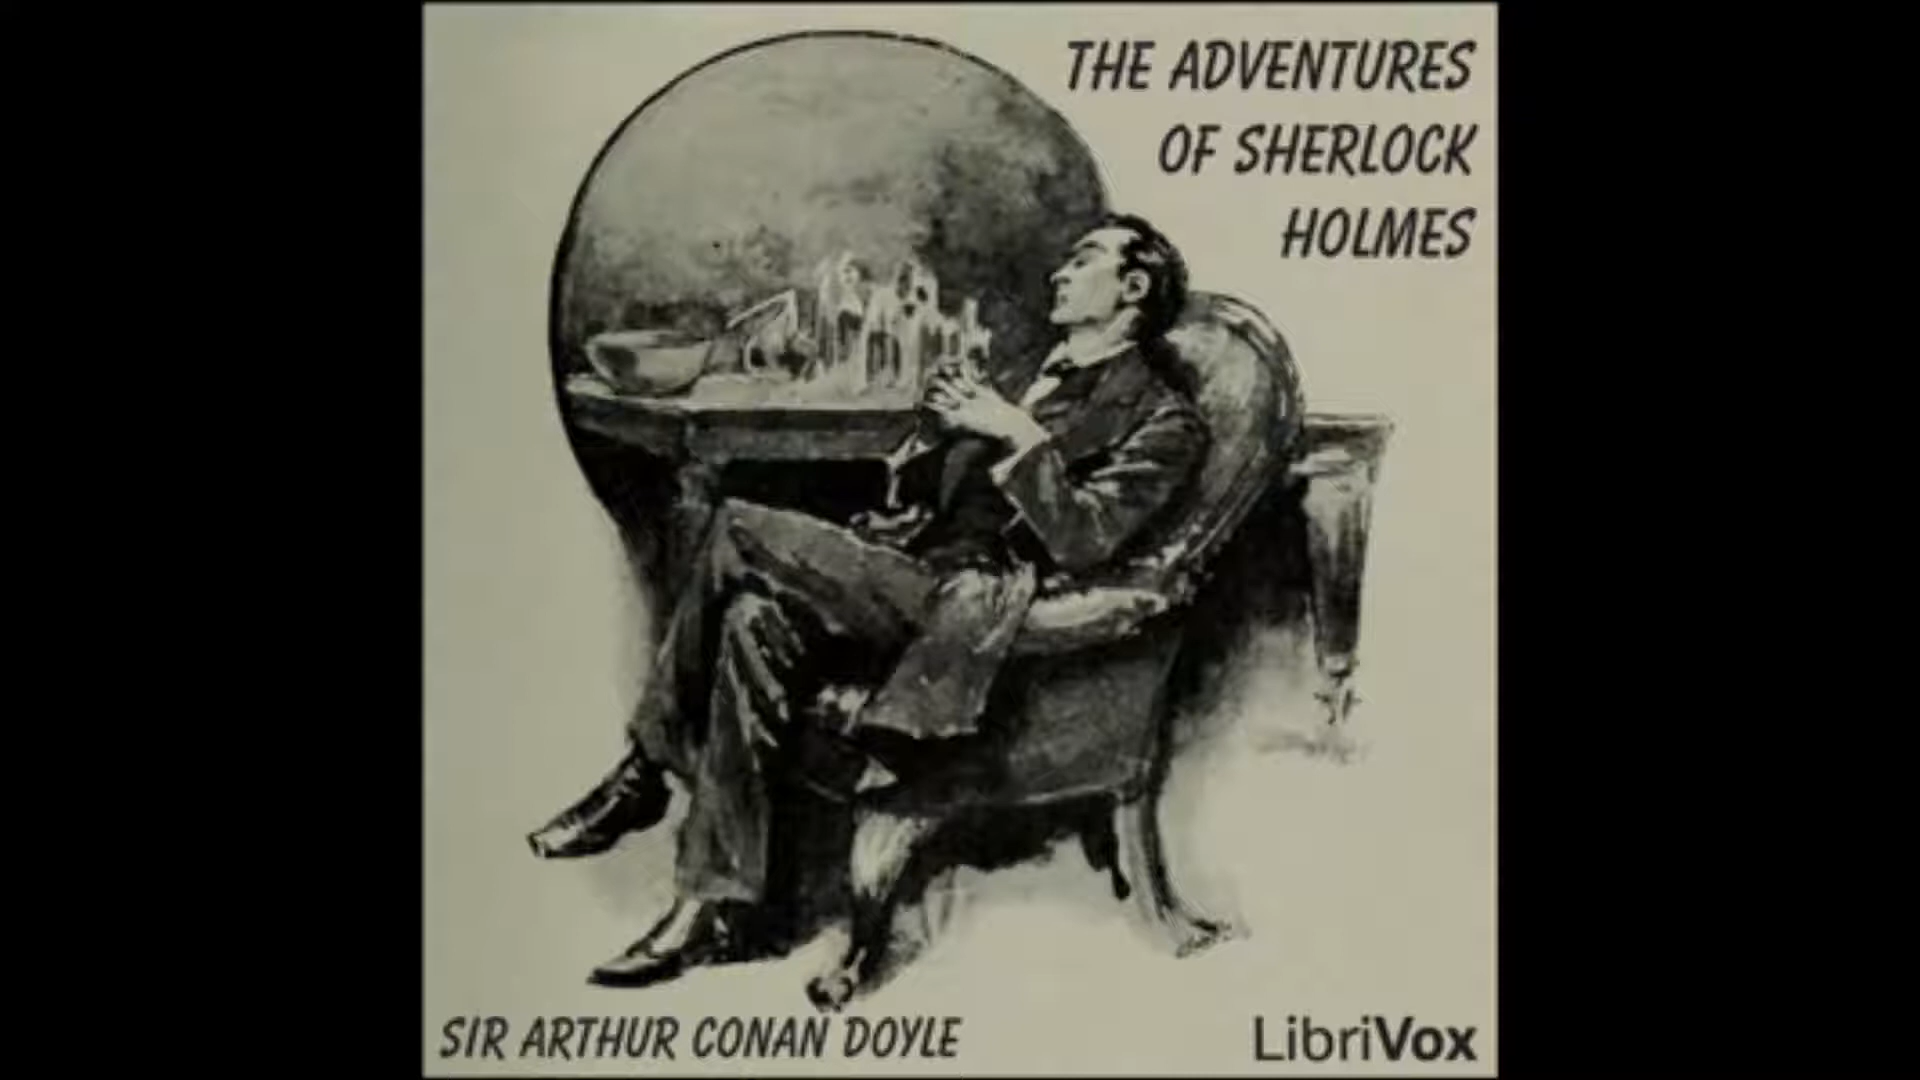 THE ADVENTURES
OF SHERLOCK
HOLMES
SIR ARTHUR CONAN DOYLE
LibriVox